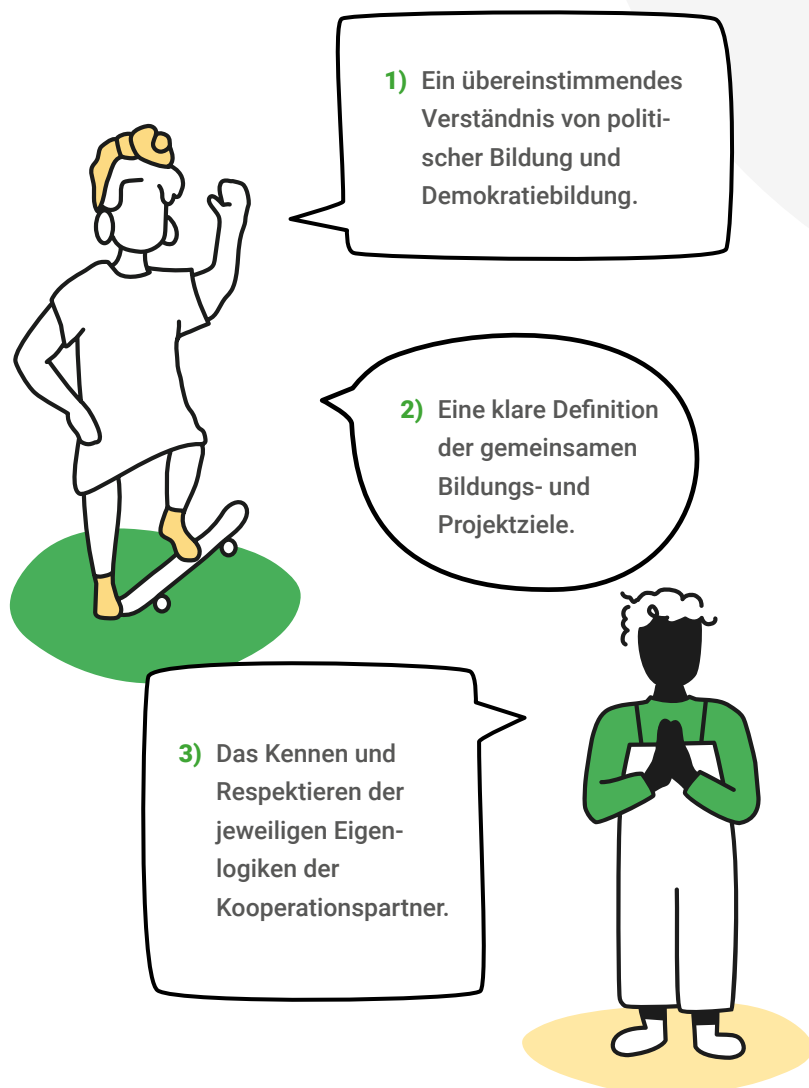 1) Ein übereinstimmendes
Verständnis von politi-
scher Bildung und
Demokratiebildung.
2) Eine klare Definition
der gemeinsamen
Bildungs- und
Projektziele.
3) Das Kennen und
Respektieren der
jeweiligen Eigen-
logiken der
Kooperationspartner.